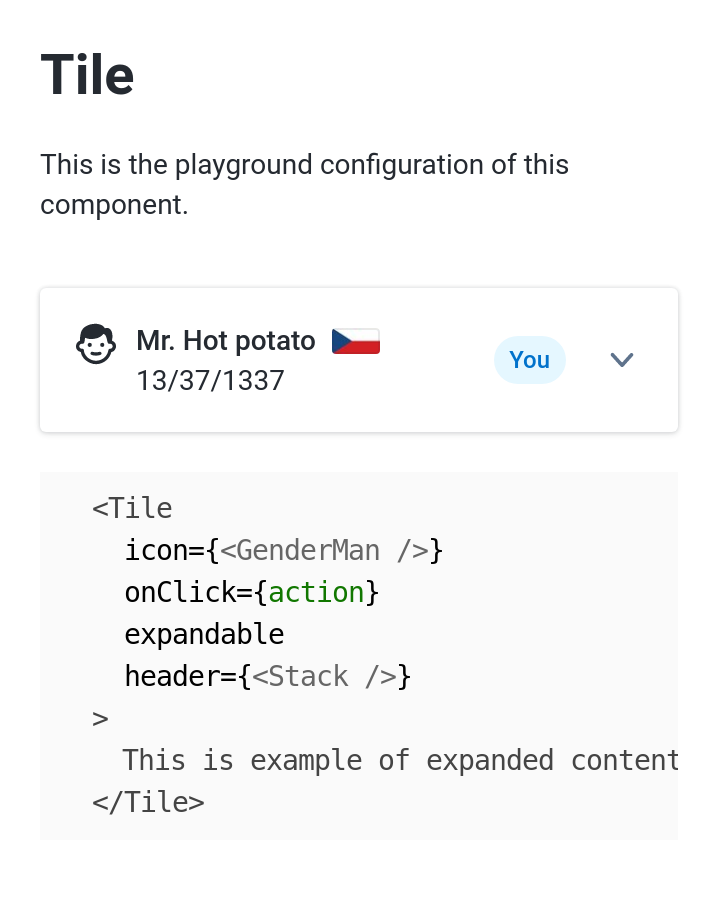 Tile
This is the playground configuration of this
component.
Mr. Hot potato
13/37/1337
You
<Tile
icon={<GenderMan />}
onClick={action}
expandable
header={<Stack />}
>
This is example of expanded content
</Tile>